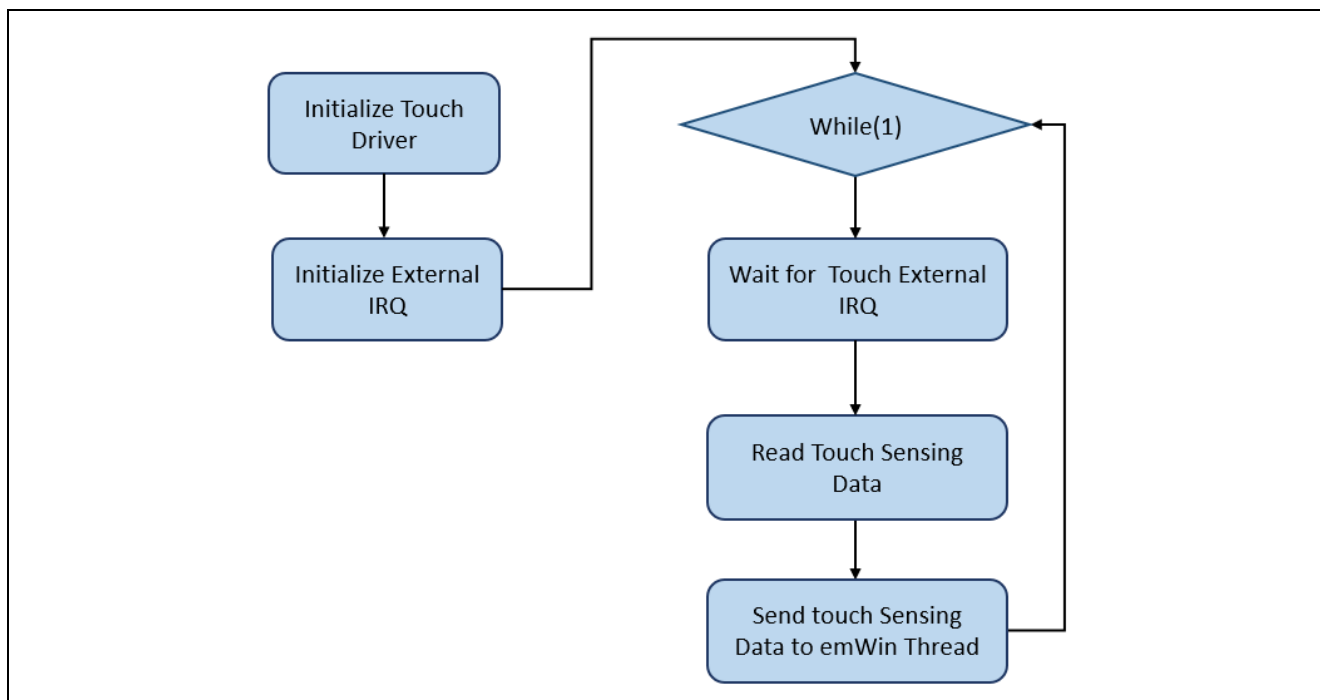 Initialize Touch
Driver
Initialize External
IRQ
While(1)
Wait for  Touch External
IRQ
Read Touch Sensing
Data
Send touch Sensing
Data to emWin Thread